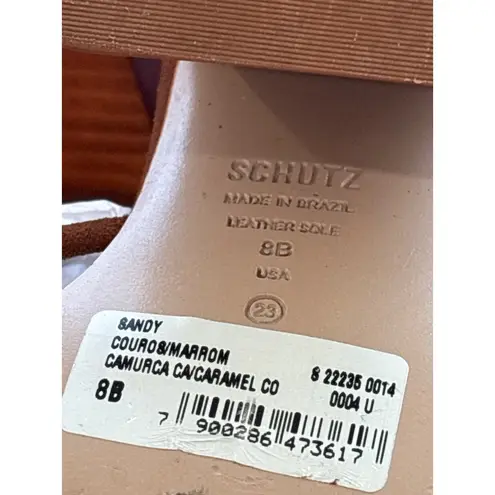 SCHUTZ
MADE IN BRAZIL
LEATHER SOLE
8B
USA
23
SANDY
COUROS/MARROM
CAMURCA CA/CARAMEL CO
8B
S 22235 0014
0004 U
7 900286 473617